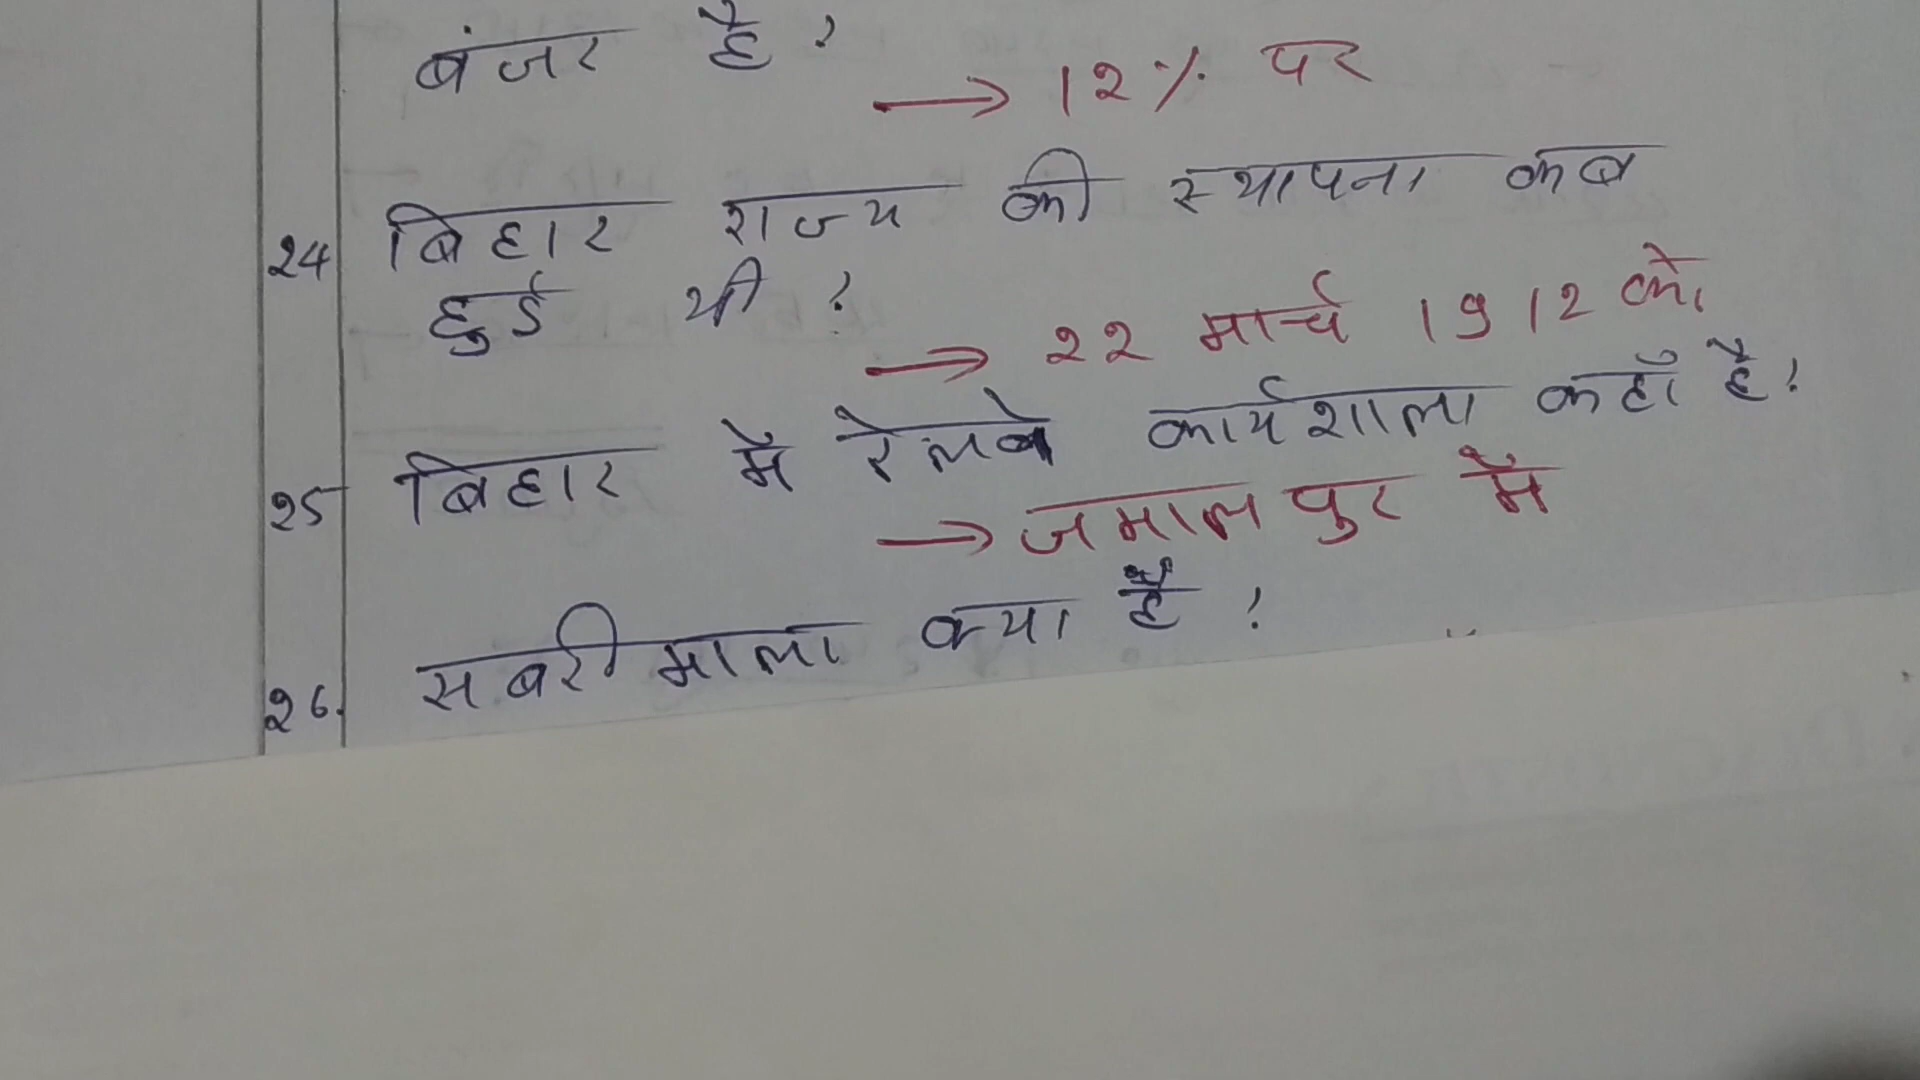 बंजर है?
→ 12% पर
24 बिहार राज्य की स्थापना कब
हुई थी?
→ 22 मार्च 1912 को
25 बिहार में रेलवे कार्यशाला कहाँ है?
→ जमालपुर में
26. सबरीमाला क्या है?